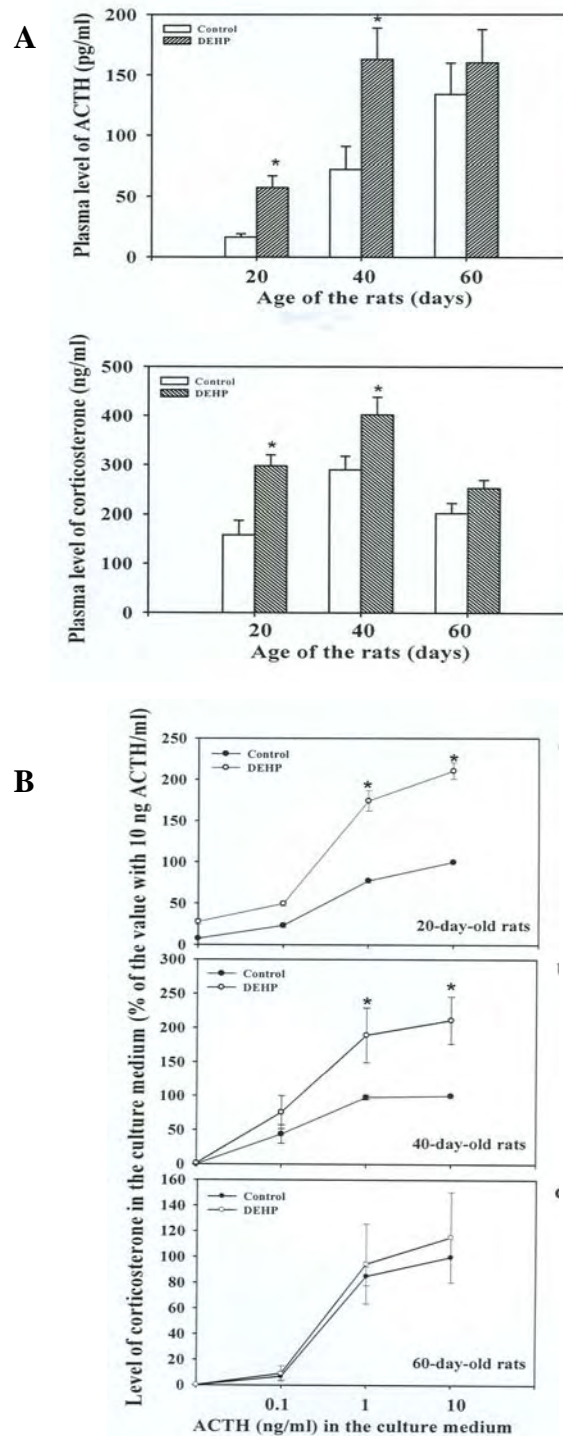 A
Plasma level of ACTH (pg/ml)
200
150
100
50
0
Control
DEHP
*
*
20 40 60
Age of the rats (days)
Plasma level of corticosterone (ng/ml)
500
400
300
200
100
0
Control
DEHP
*
*
20 40 60
Age of the rats (days)
B
Level of corticosterone in the culture medium (% of the value with 10 ng ACTH/ml)
250
200
150
100
50
0
Control
DEHP
*
*
20-day-old rats
300
250
200
150
100
50
0
Control
DEHP
*
*
40-day-old rats
160
140
120
100
80
60
40
20
0
Control
DEHP
60-day-old rats
0.1 1 10
ACTH (ng/ml) in the culture medium